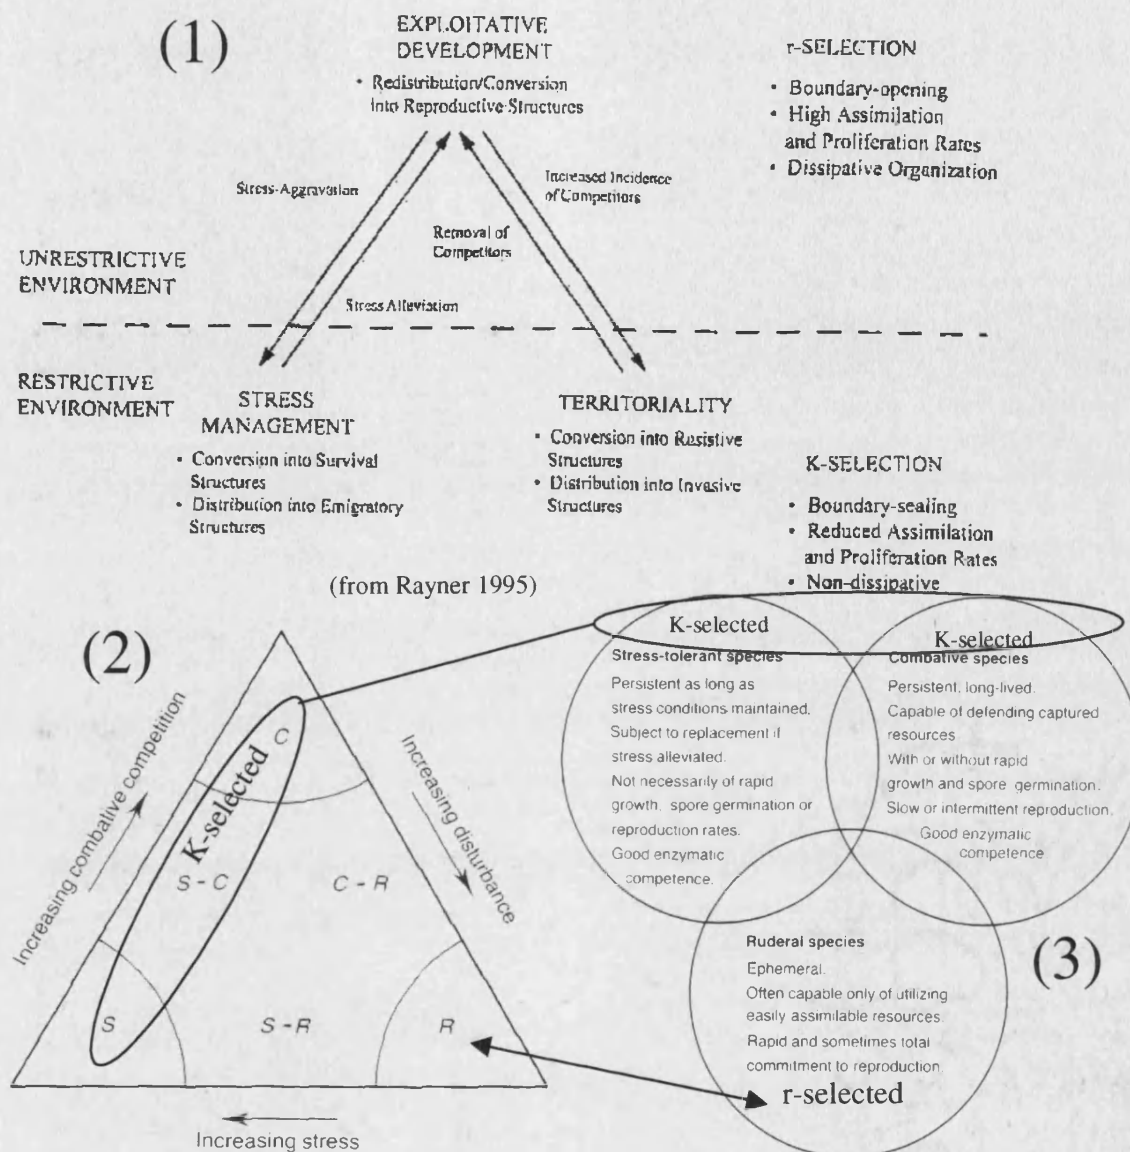 (1)
EXPLOITATIVE
DEVELOPMENT
• Redistribution/Conversion
into Reproductive Structures
r-SELECTION
• Boundary-opening
• High Assimilation
and Proliferation Rates
• Dissipative Organization
Stress-Aggravation
Increased Incidence
of Competitors
Removal of
Competitors
UNRESTRICTIVE
ENVIRONMENT
Stress Alleviation
RESTRICTIVE
ENVIRONMENT
STRESS
MANAGEMENT
• Conversion into Survival
Structures
• Distribution into Emigratory
Structures
TERRITORIALITY
• Conversion into Resistive
Structures
• Distribution into Invasive
Structures
K-SELECTION
• Boundary-sealing
• Reduced Assimilation
and Proliferation Rates
• Non-dissipative
(from Rayner 1995)
(2)
Increasing combative competition
Increasing disturbance
Increasing stress
K-selected
C
S-C
C-R
S
S-R
R
K-selected
Stress-tolerant species
Persistent as long as
stress conditions maintained.
Subject to replacement if
stress alleviated.
Not necessarily of rapid
growth, spore germination or
reproduction rates.
Good enzymatic
competence.
K-selected
Combative species
Persistent, long-lived.
Capable of defending captured
resources
With or without rapid
growth and spore germination.
Slow or intermittent reproduction.
Good enzymatic
competence
(3)
Ruderal species
Ephemeral.
Often capable only of utilizing
easily assimilable resources
Rapid and sometimes total
commitment to reproduction
r-selected